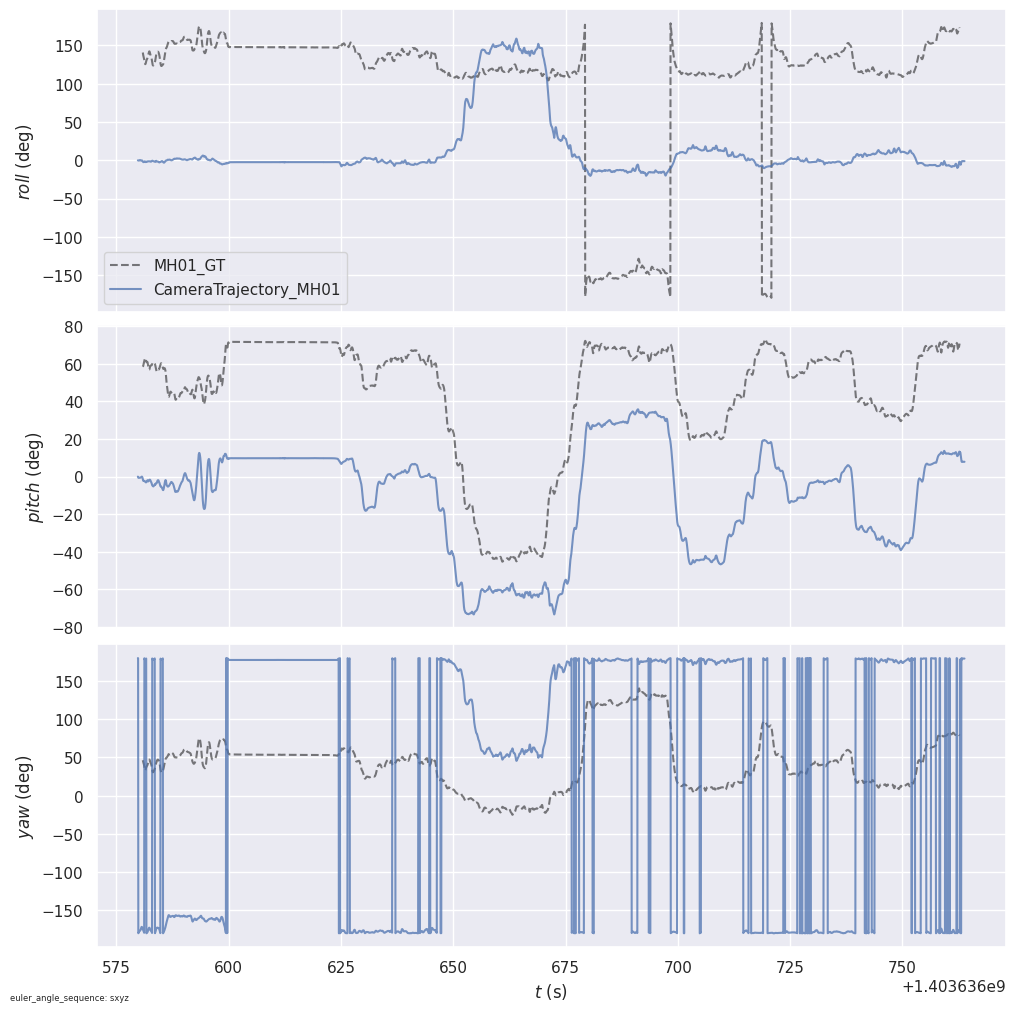 150
100
50
0
−50
−100
−150
roll (deg)
MH01_GT
CameraTrajectory_MH01
80
60
40
20
0
−20
−40
−60
−80
pitch (deg)
150
100
50
0
−50
−100
−150
yaw (deg)
575 600 625 650 675 700 725 750
+1.403636e9
t (s)
euler_angle_sequence: sxyz